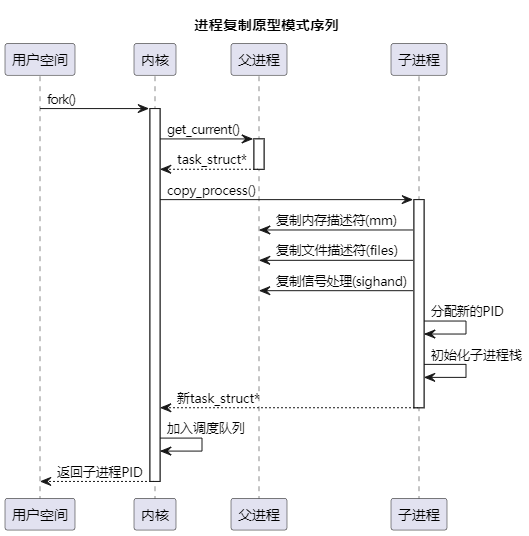 进程复制原型模式序列
用户空间 内核 父进程 子进程
fork()
get_current()
task_struct*
copy_process()
复制内存描述符(mm)
复制文件描述符(files)
复制信号处理(sighand)
分配新的PID
初始化子进程栈
新task_struct*
加入调度队列
返回子进程PID
用户空间 内核 父进程 子进程